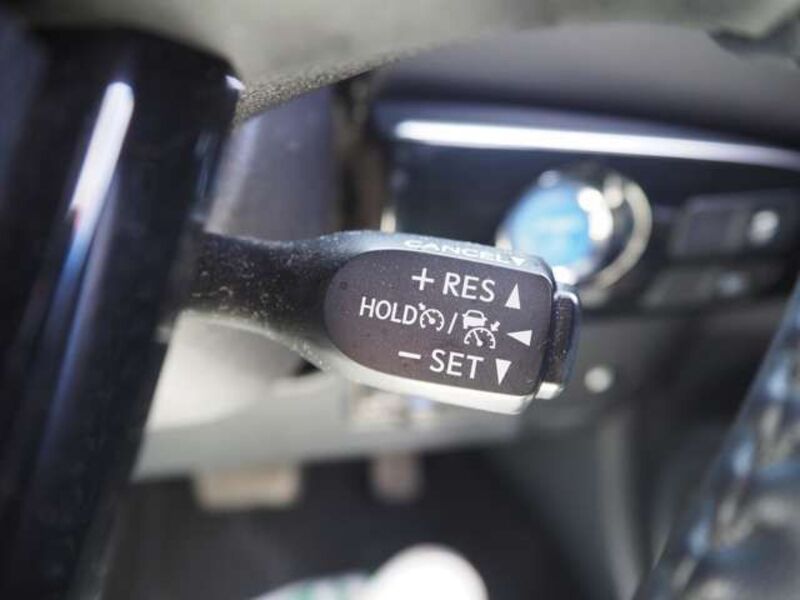 CANCEL
+ RES
HOLD /
- SET